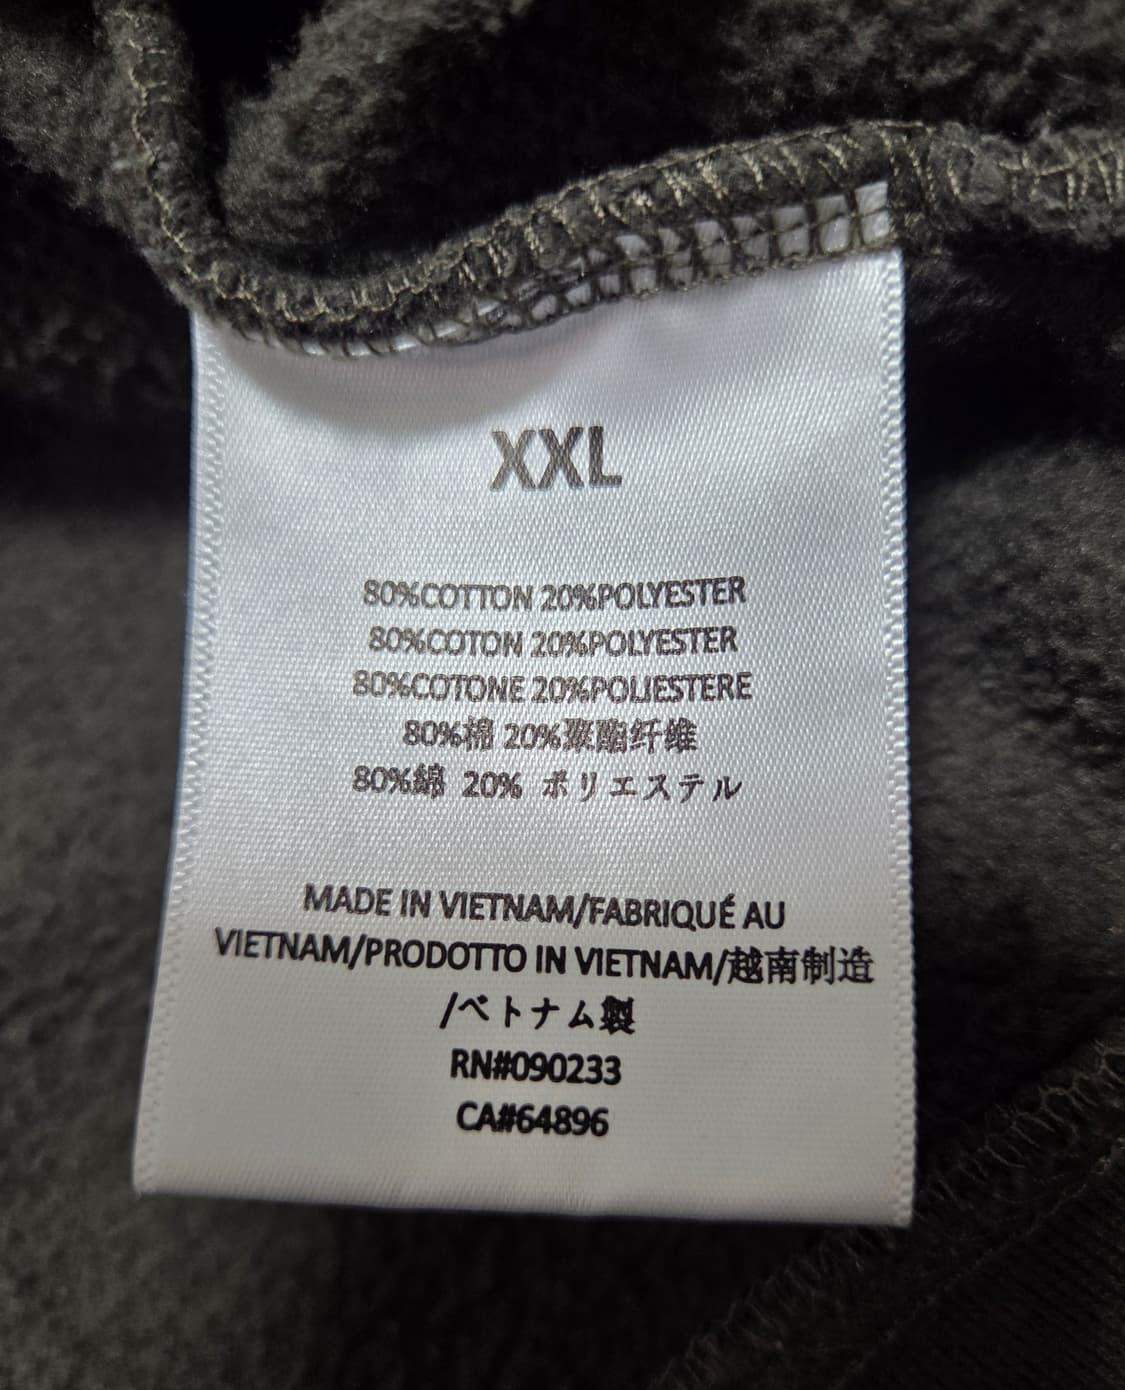 XXL
80%COTTON 20%POLYESTER
80%COTON 20%POLYESTER
80%COTONE 20%POLIESTERE
80%棉 20%聚酯纤维
80%綿 20% ポリエステル
MADE IN VIETNAM/FABRIQUÉ AU
VIETNAM/PRODOTTO IN VIETNAM/越南制造
/ベトナム製
RN#090233
CA#64896